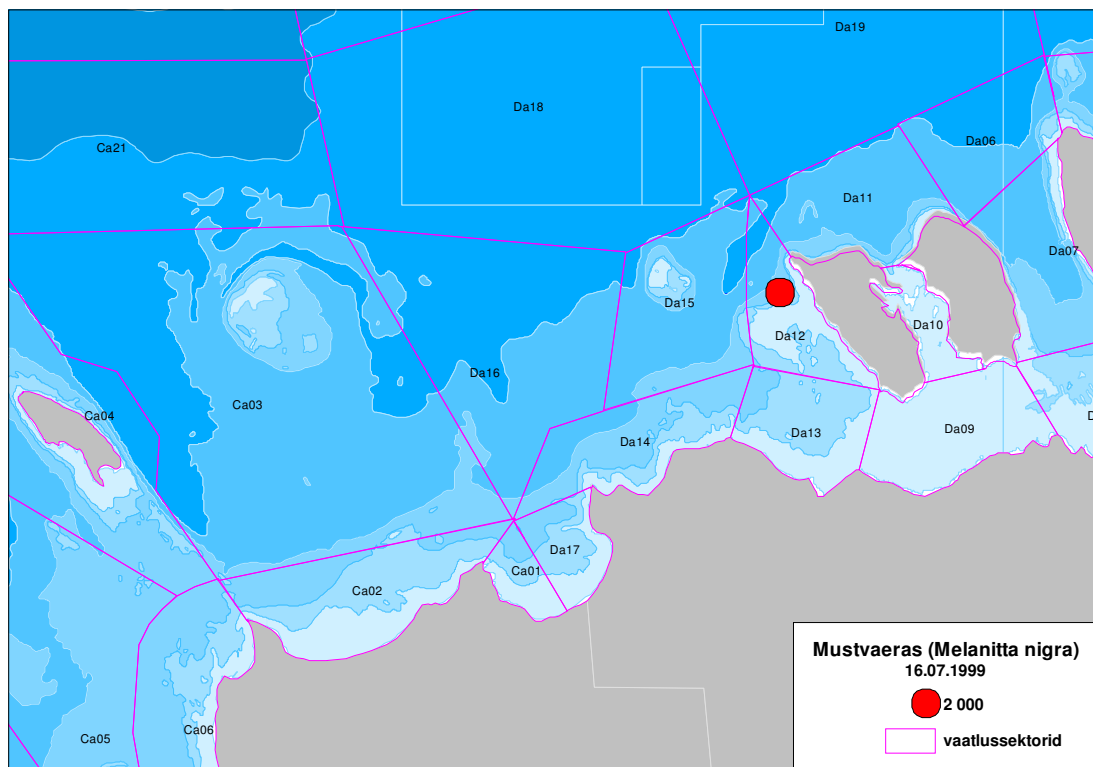 Da19
Da18
Ca21
Da06
Da11
Da07
Da15
Da10
Da12
Da16
Ca03
Ca04
Da14
Da13
Da09
D
Da17
Ca01
Ca02
Ca06
Ca05
Mustvaeras (Melanitta nigra)
16.07.1999
2 000
vaatlussektorid